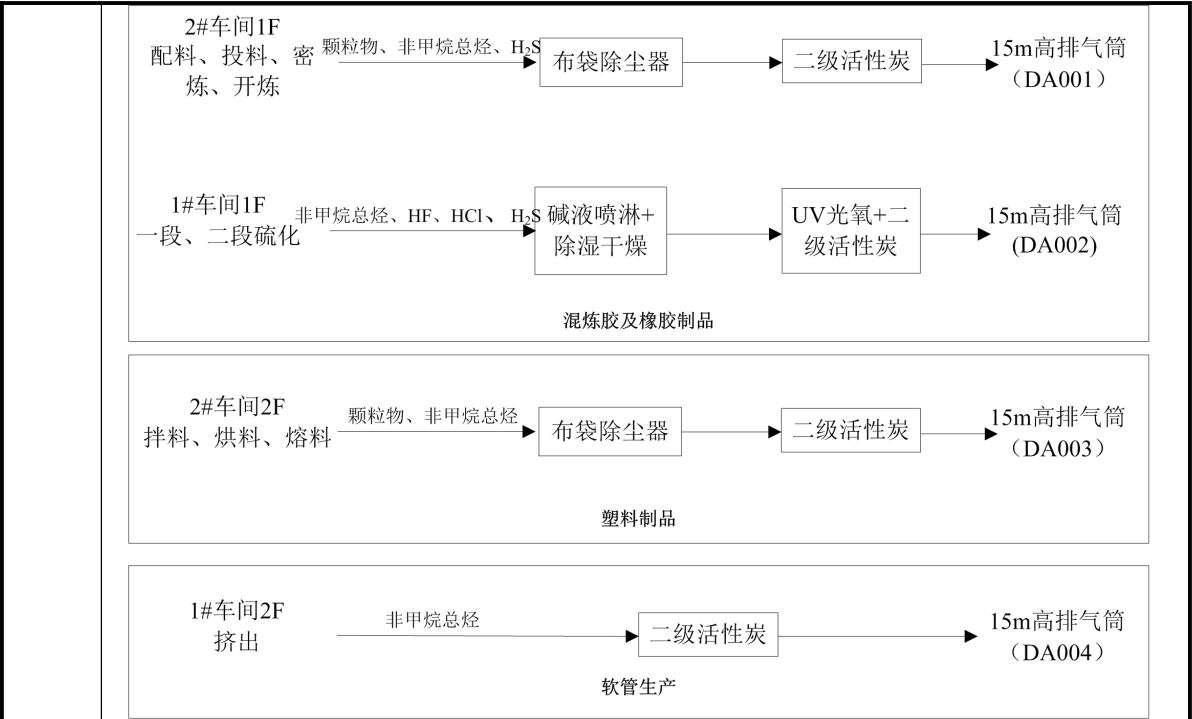 2#车间1F
配料、投料、密
炼、开炼
颗粒物、非甲烷总烃、H₂S
布袋除尘器
二级活性炭
15m高排气筒
（DA001）
1#车间1F
一段、二段硫化
非甲烷总烃、HF、HCl、 H₂S
碱液喷淋+
除湿干燥
UV光氧+二
级活性炭
15m高排气筒
(DA002)
混炼胶及橡胶制品
2#车间2F
拌料、烘料、熔料
颗粒物、非甲烷总烃
布袋除尘器
二级活性炭
15m高排气筒
（DA003）
塑料制品
1#车间2F
挤出
非甲烷总烃
二级活性炭
15m高排气筒
（DA004）
软管生产